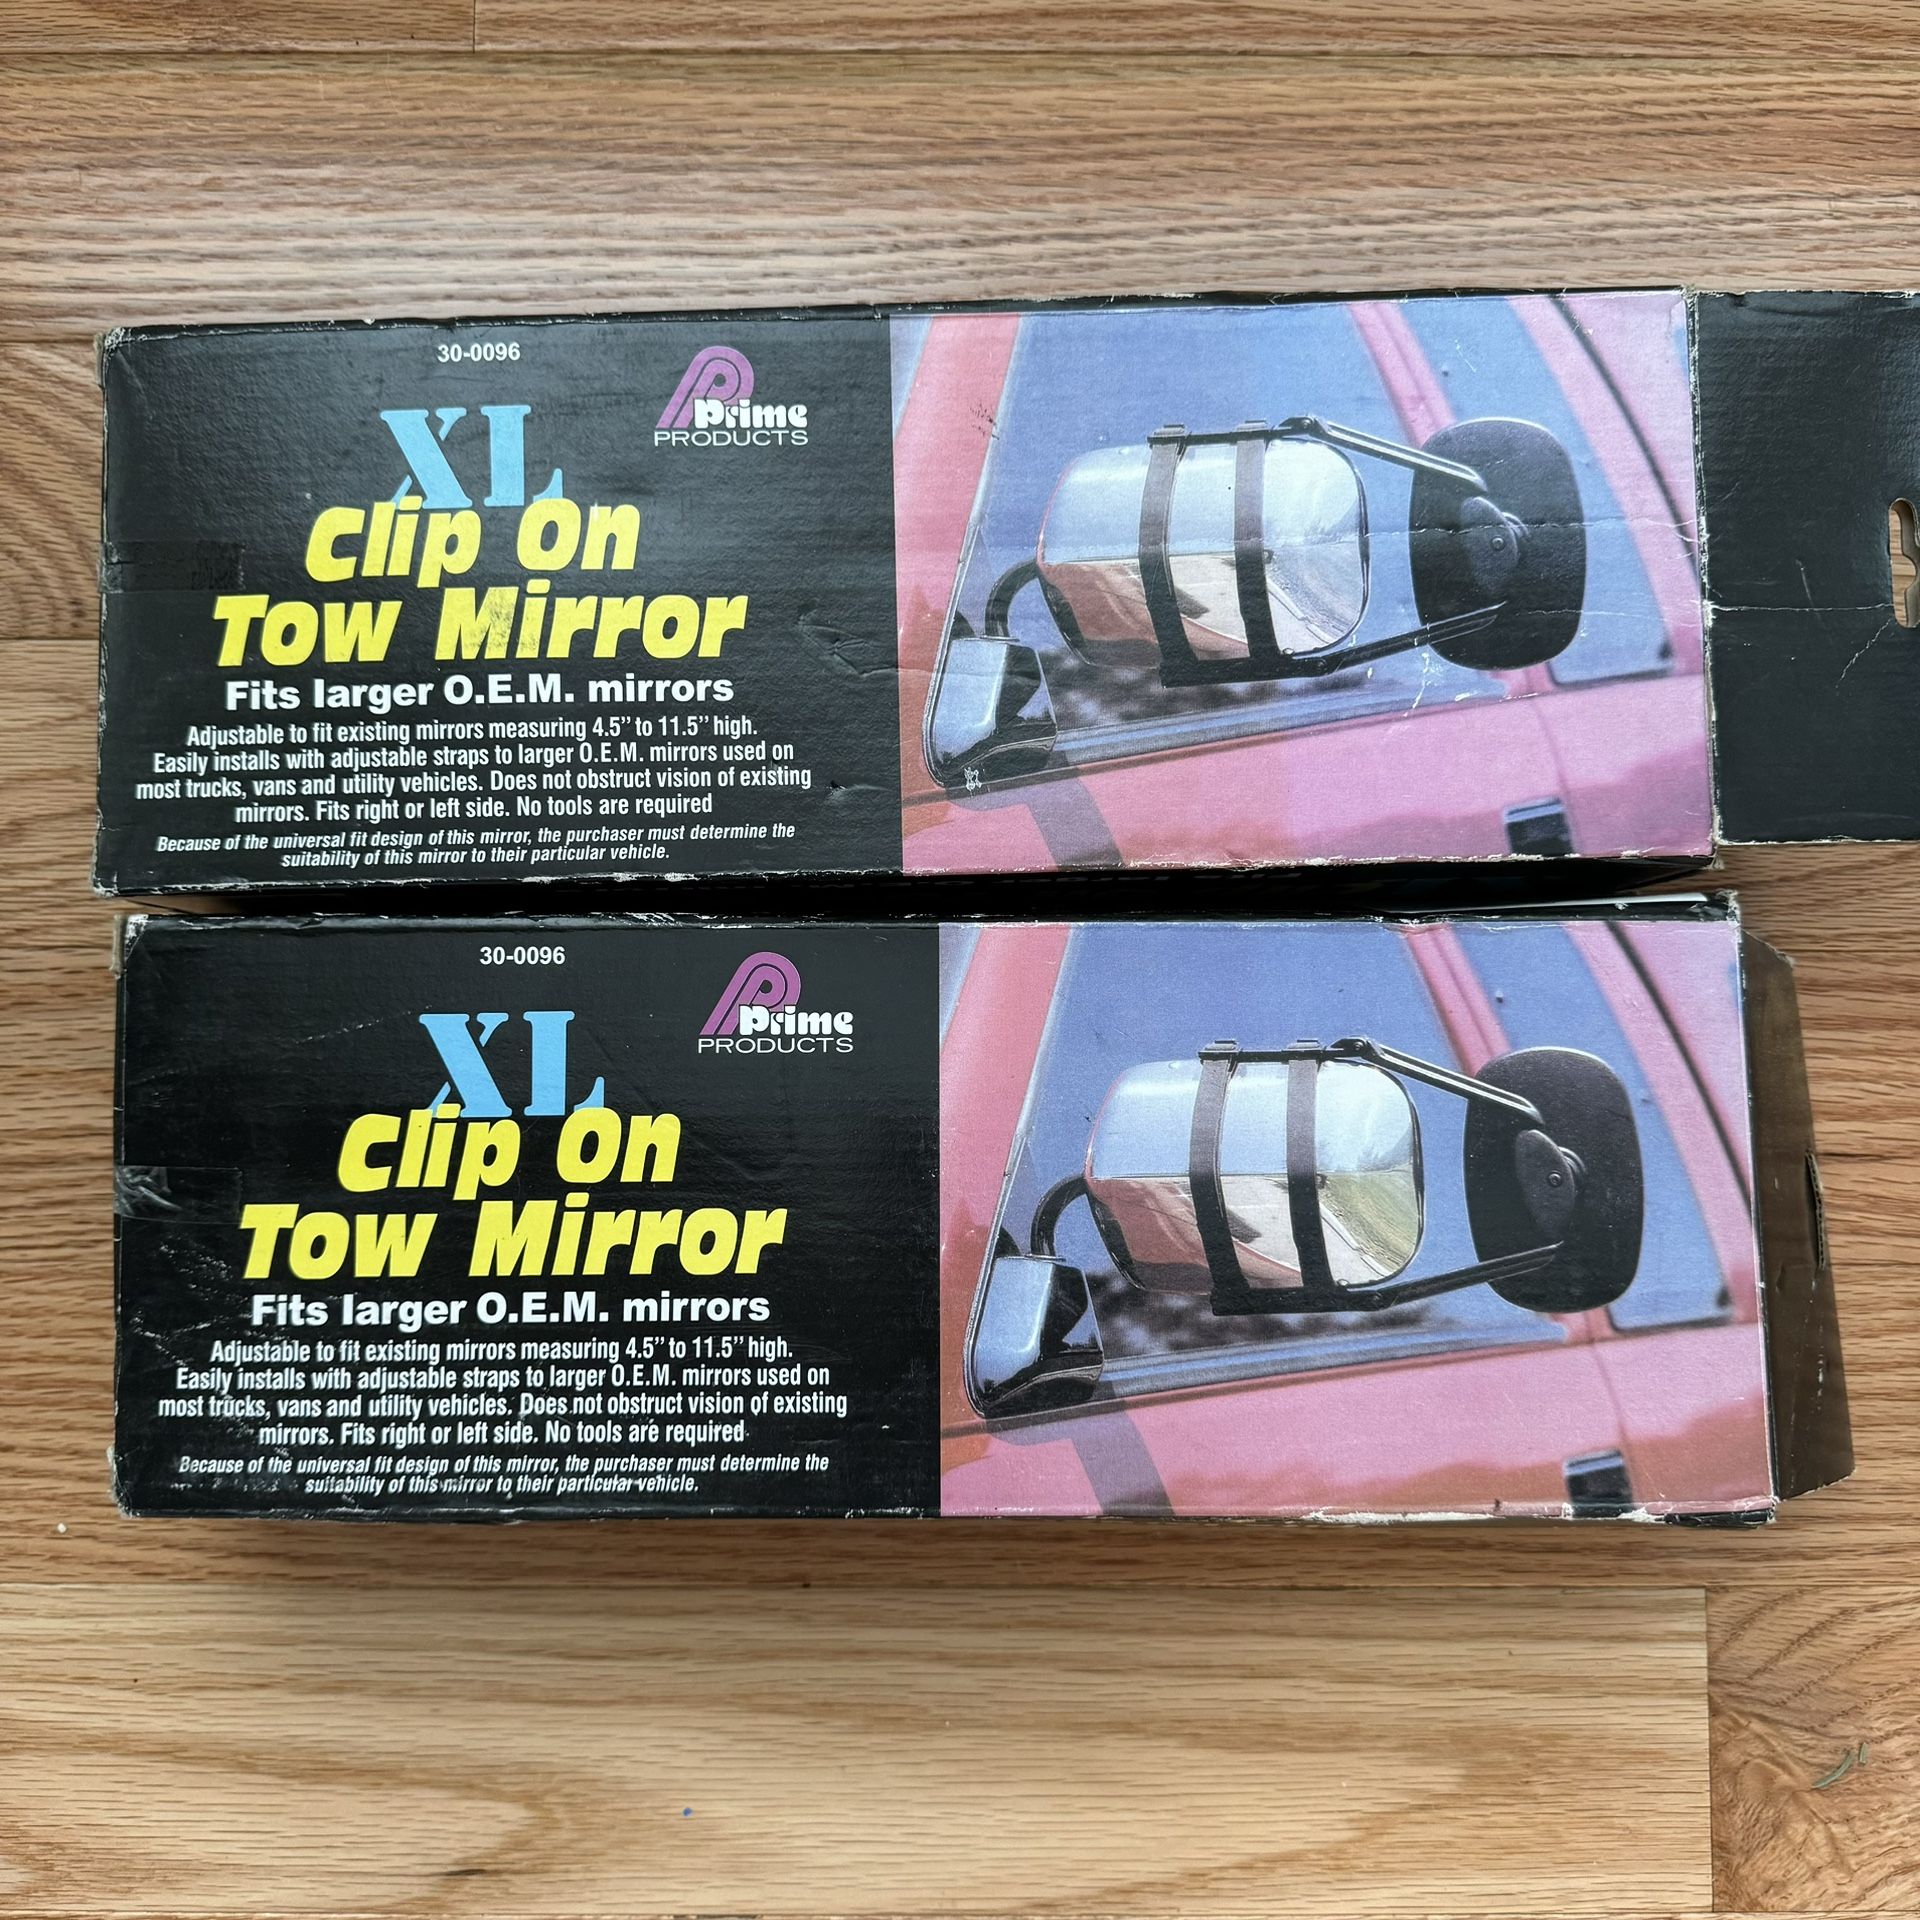 30-0096
Prime
PRODUCTS
XL
Clip On
Tow Mirror
Fits larger O.E.M. mirrors
Adjustable to fit existing mirrors measuring 4.5" to 11.5" high.
Easily installs with adjustable straps to larger O.E.M. mirrors used on
most trucks, vans and utility vehicles. Does not obstruct vision of existing
mirrors. Fits right or left side. No tools are required
Because of the universal fit design of this mirror, the purchaser must determine the
suitability of this mirror to their particular vehicle.
30-0096
Prime
PRODUCTS
XL
Clip On
Tow Mirror
Fits larger O.E.M. mirrors
Adjustable to fit existing mirrors measuring 4.5" to 11.5" high.
Easily installs with adjustable straps to larger O.E.M. mirrors used on
most trucks, vans and utility vehicles. Does not obstruct vision of existing
mirrors. Fits right or left side. No tools are required
Because of the universal fit design of this mirror, the purchaser must determine the
suitability of this mirror to their particular vehicle.